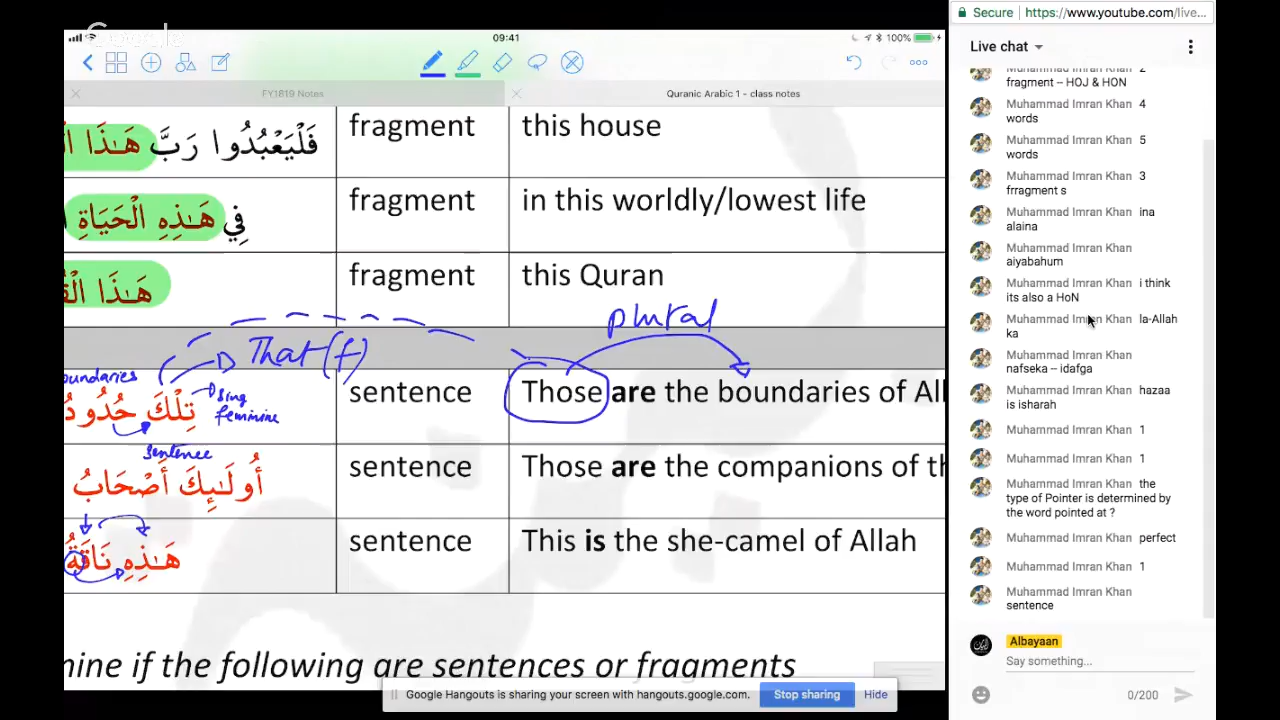 Google
09:41
100%
FY1819 Notes
Quranic Arabic 1 - class notes
فَلْيَعْبُدُوا رَبَّ هَـٰذَا
fragment
this house
فِي هَـٰذِهِ الْحَيَاةِ
fragment
in this worldly/lowest life
هَـٰذَا
fragment
this Quran
plural
That (f)
boundaries
تِلْكَ حُدُودُ
sing
feminine
sentence
Those are the boundaries of All
sentence
أُولَـٰئِكَ أَصْحَابُ
sentence
Those are the companions of th
هَـٰذِهِ نَاقَةُ
sentence
This is the she-camel of Allah
mine if the following are sentences or fragments
Google Hangouts is sharing your screen with hangouts.google.com.
Stop sharing
Hide
Secure
https://www.youtube.com/live...
Live chat
Muhammad Imran Khan 2
fragment -- HOJ & HON
Muhammad Imran Khan 4
words
Muhammad Imran Khan 5
words
Muhammad Imran Khan 3
frragment s
Muhammad Imran Khan ina
alaina
Muhammad Imran Khan
aiyabahum
Muhammad Imran Khan i think
its also a HoN
Muhammad Imran Khan la-Allah
ka
Muhammad Imran Khan
nafseka -- idafga
Muhammad Imran Khan hazaa
is isharah
Muhammad Imran Khan 1
Muhammad Imran Khan 1
Muhammad Imran Khan the
type of Pointer is determined by
the word pointed at ?
Muhammad Imran Khan perfect
Muhammad Imran Khan 1
Muhammad Imran Khan
sentence
Albayaan
Say something...
0/200